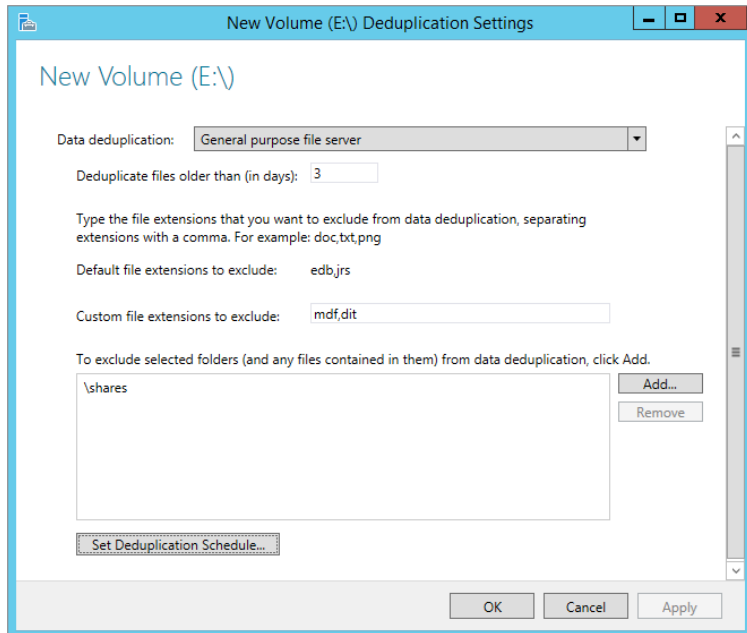 New Volume (E:\) Deduplication Settings
New Volume (E:\)
Data deduplication: General purpose file server
Deduplicate files older than (in days): 3
Type the file extensions that you want to exclude from data deduplication, separating
extensions with a comma. For example: doc,txt,png
Default file extensions to exclude: edb,jrs
Custom file extensions to exclude: mdf,dit
To exclude selected folders (and any files contained in them) from data deduplication, click Add.
\shares
Add...
Remove
Set Deduplication Schedule...
OK Cancel Apply